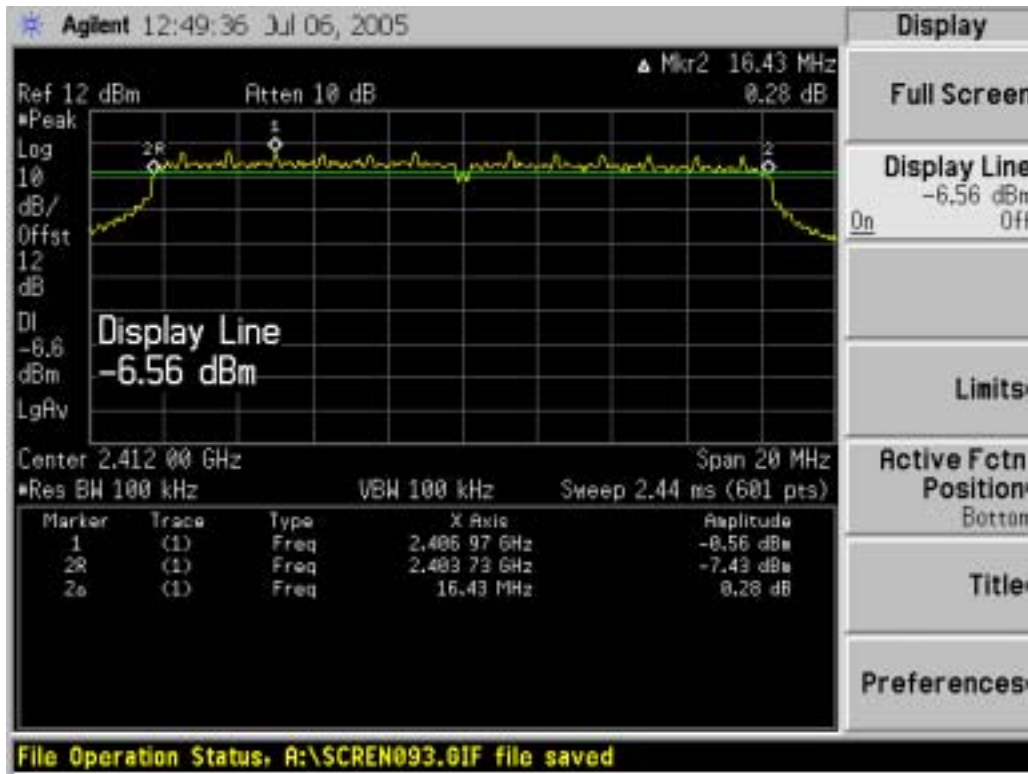 Agilent 12:49:36 Jul 06, 2005
Display
Δ Mkr2 16.43 MHz
Ref 12 dBm Atten 10 dB 0.28 dB
Full Screen
#Peak
1
Log
2R
2
10
dB/
Offst
12
dB
DI
-6.6
dBm
LgAv
Display Line
-6.56 dBm
On Off
Display Line
-6.56 dBm
Limits
Center 2.412 00 GHz Span 20 MHz
#Res BW 100 kHz VBW 100 kHz Sweep 2.44 ms (601 pts)
Active Fctn
Position
Bottom
Marker Trace Type X Axis Amplitude
1 (1) Freq 2.406 97 GHz -0.56 dBm
2R (1) Freq 2.403 73 GHz -7.43 dBm
2Δ (1) Freq 16.43 MHz 0.28 dB
Title
Preferences
File Operation Status, A:\SCREN093.GIF file saved